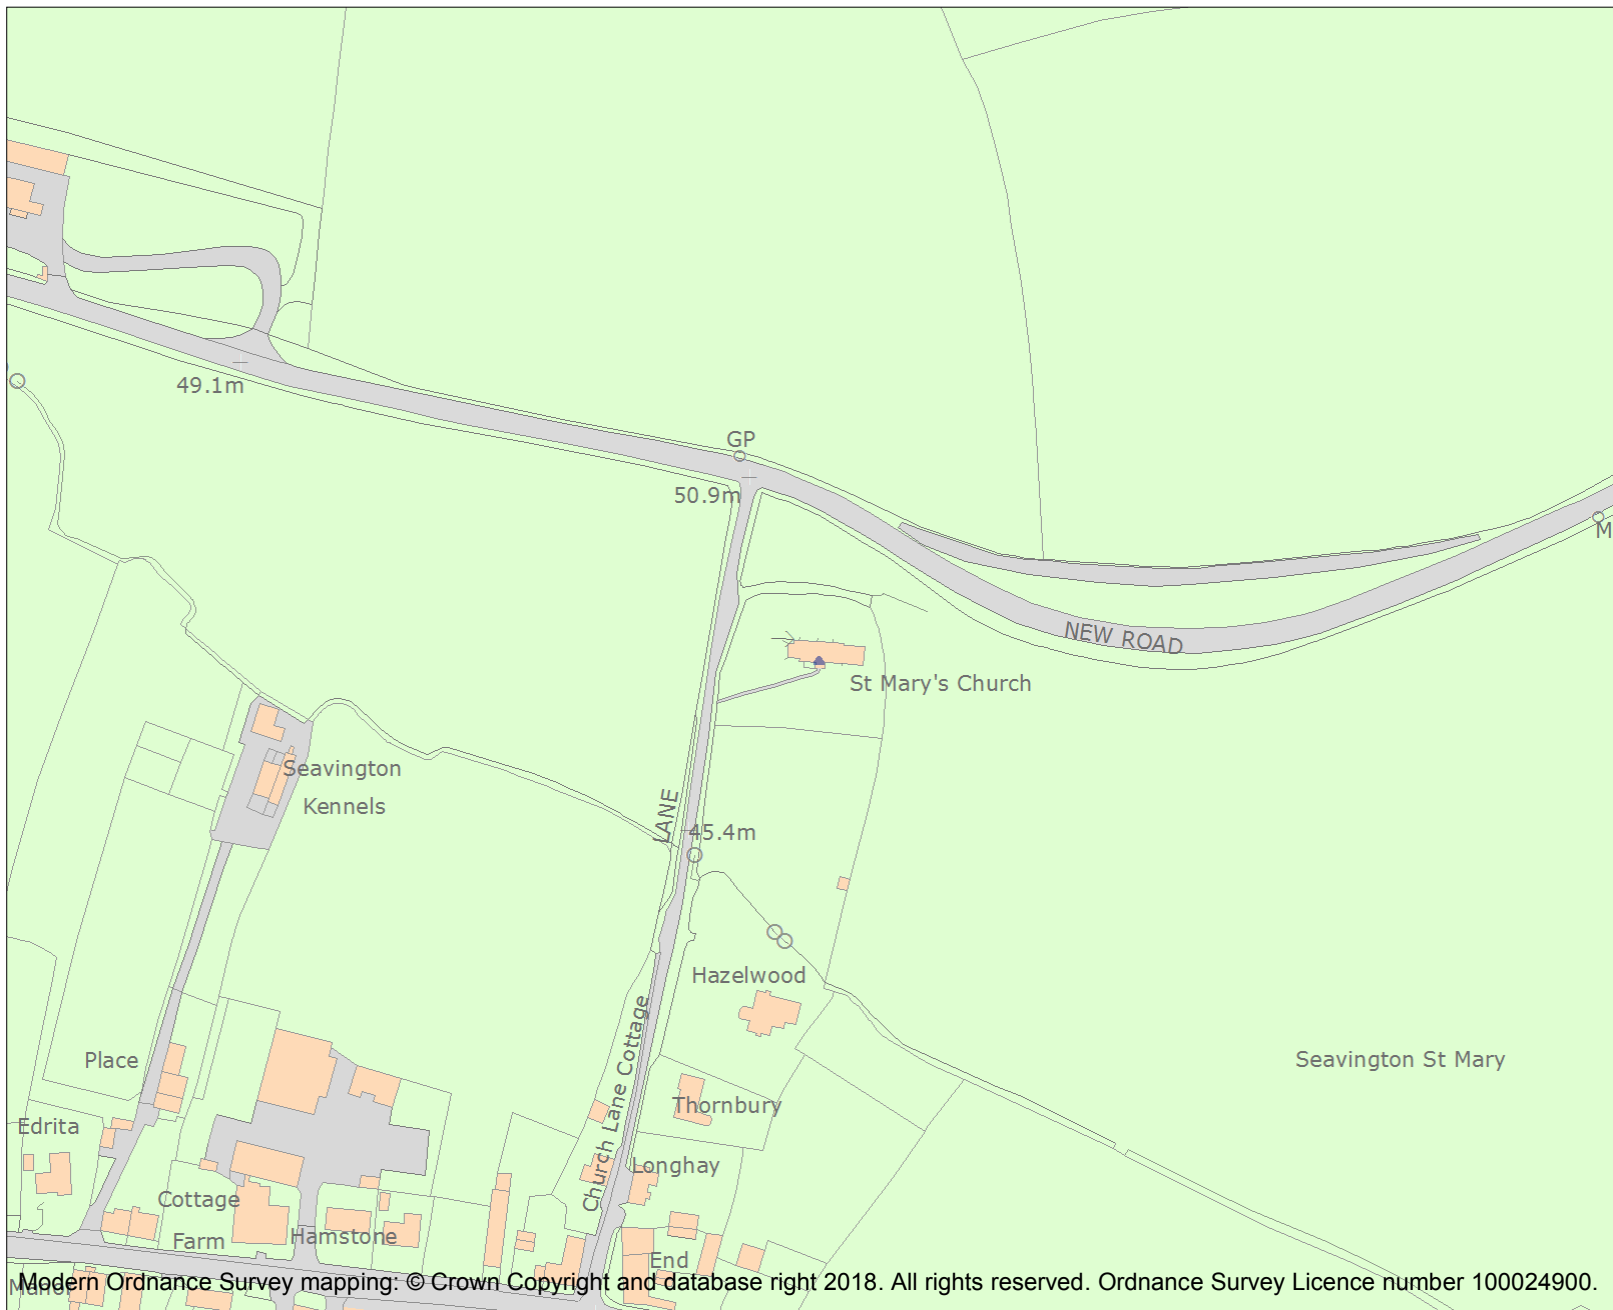 49.1m
GP
50.9m
M
NEW ROAD
St Mary's Church
Seavington
Kennels
LANE
45.4m
Hazelwood
Church Lane Cottage
Place
Seavington St Mary
Thornbury
Edrita
Longhay
Cottage
Farm
Hamstone
End
Manor
Modern Ordnance Survey mapping: © Crown Copyright and database right 2018. All rights reserved. Ordnance Survey Licence number 100024900.